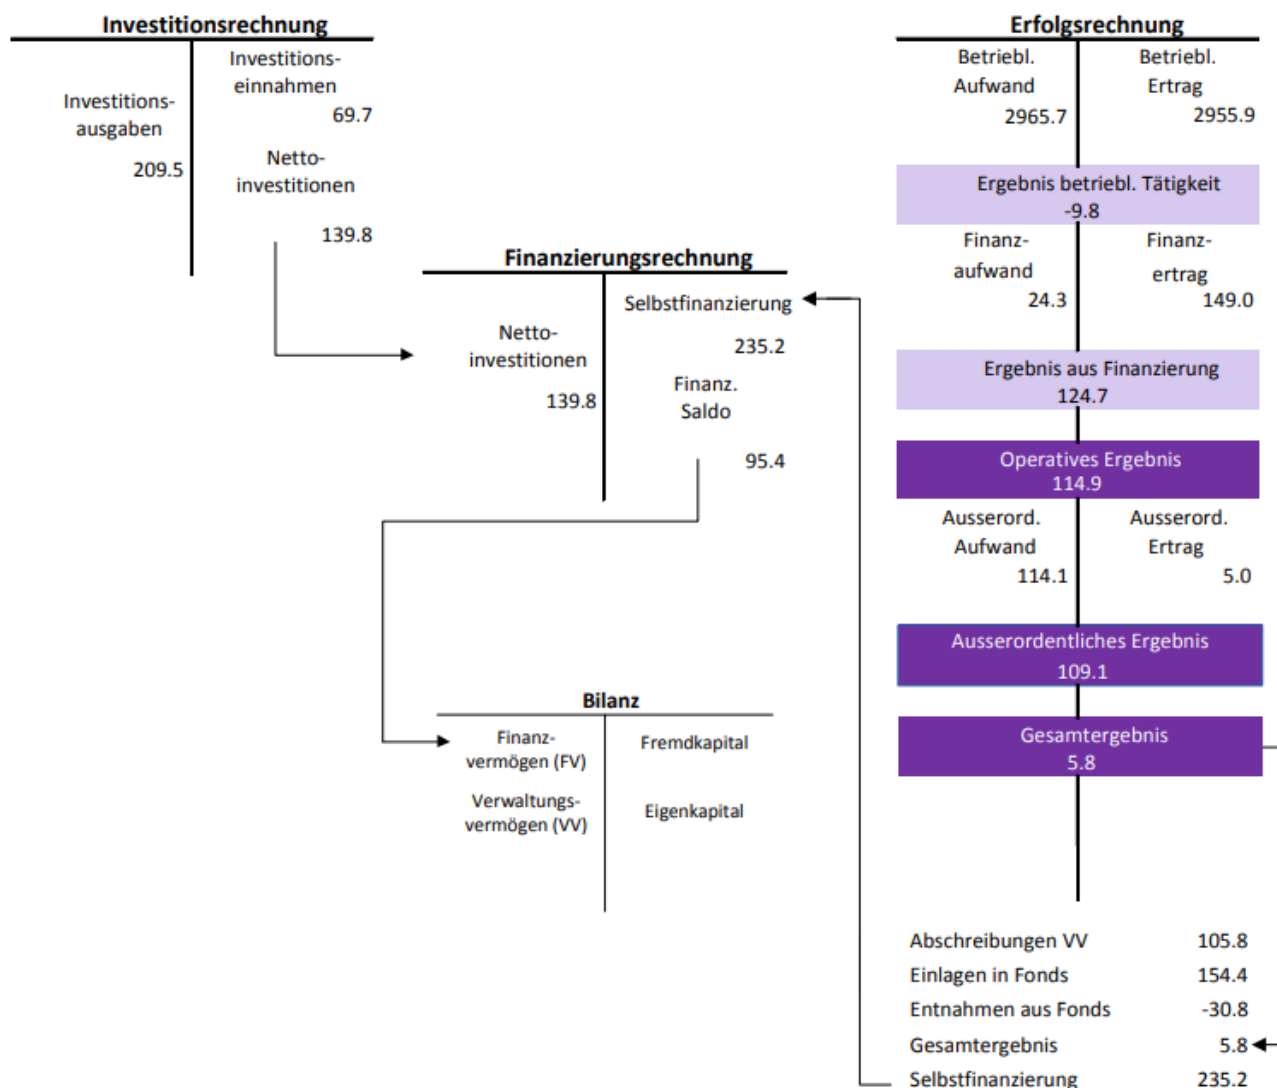 Investitionsrechnung
Investitions-
einnahmen
69.7
Investitions-
ausgaben
209.5
Netto-
investitionen
139.8
Finanzierungsrechnung
Selbstfinanzierung
235.2
Netto-
investitionen
139.8
Finanz.
Saldo
95.4
Bilanz
Finanz-
vermögen (FV)
Fremdkapital
Verwaltungs-
vermögen (VV)
Eigenkapital
Erfolgsrechnung
Betriebl.
Aufwand
2965.7
Betriebl.
Ertrag
2955.9
Ergebnis betriebl. Tätigkeit
-9.8
Finanz-
aufwand
24.3
Finanz-
ertrag
149.0
Ergebnis aus Finanzierung
124.7
Operatives Ergebnis
114.9
Ausserord.
Aufwand
114.1
Ausserord.
Ertrag
5.0
Ausserordentliches Ergebnis
109.1
Gesamtergebnis
5.8
Abschreibungen VV 105.8
Einlagen in Fonds 154.4
Entnahmen aus Fonds -30.8
Gesamtergebnis 5.8
Selbstfinanzierung 235.2